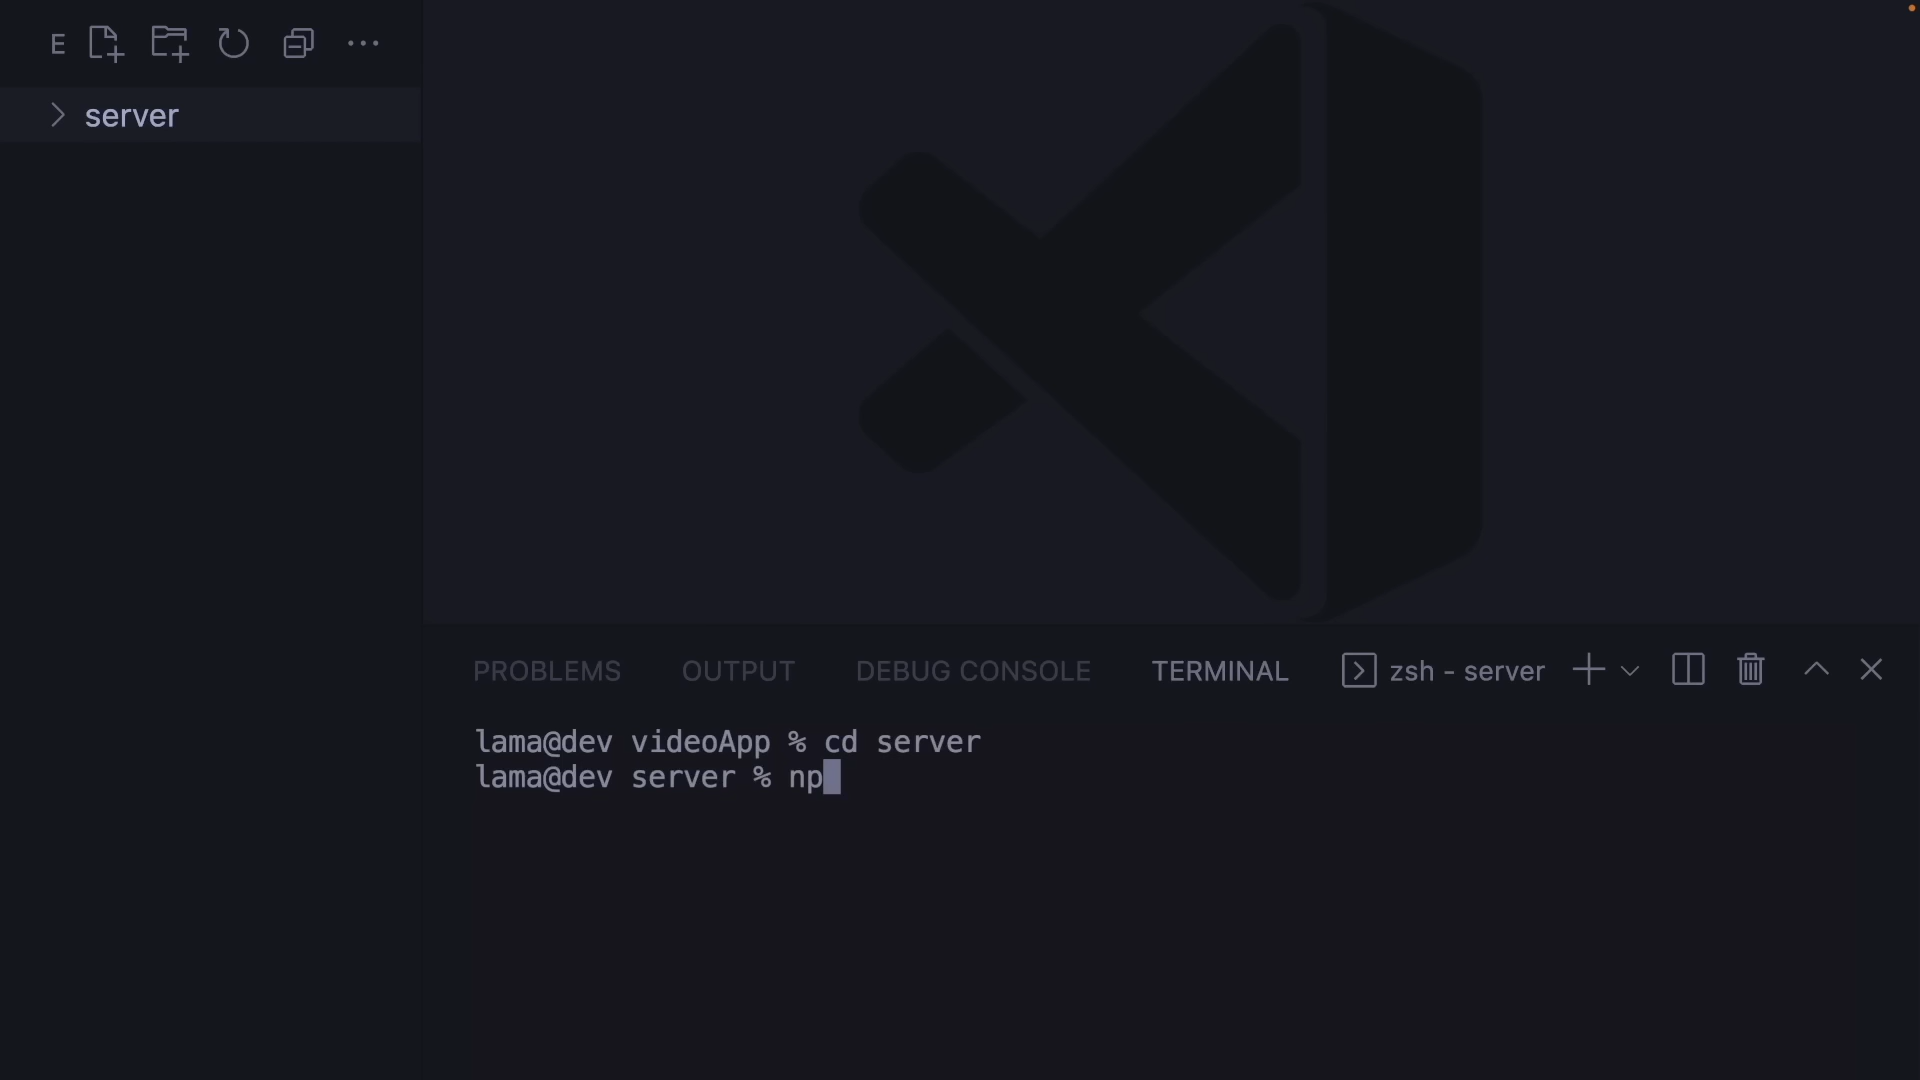 E
server
PROBLEMS OUTPUT DEBUG CONSOLE TERMINAL zsh - server
lama@dev videoApp % cd server
lama@dev server % np